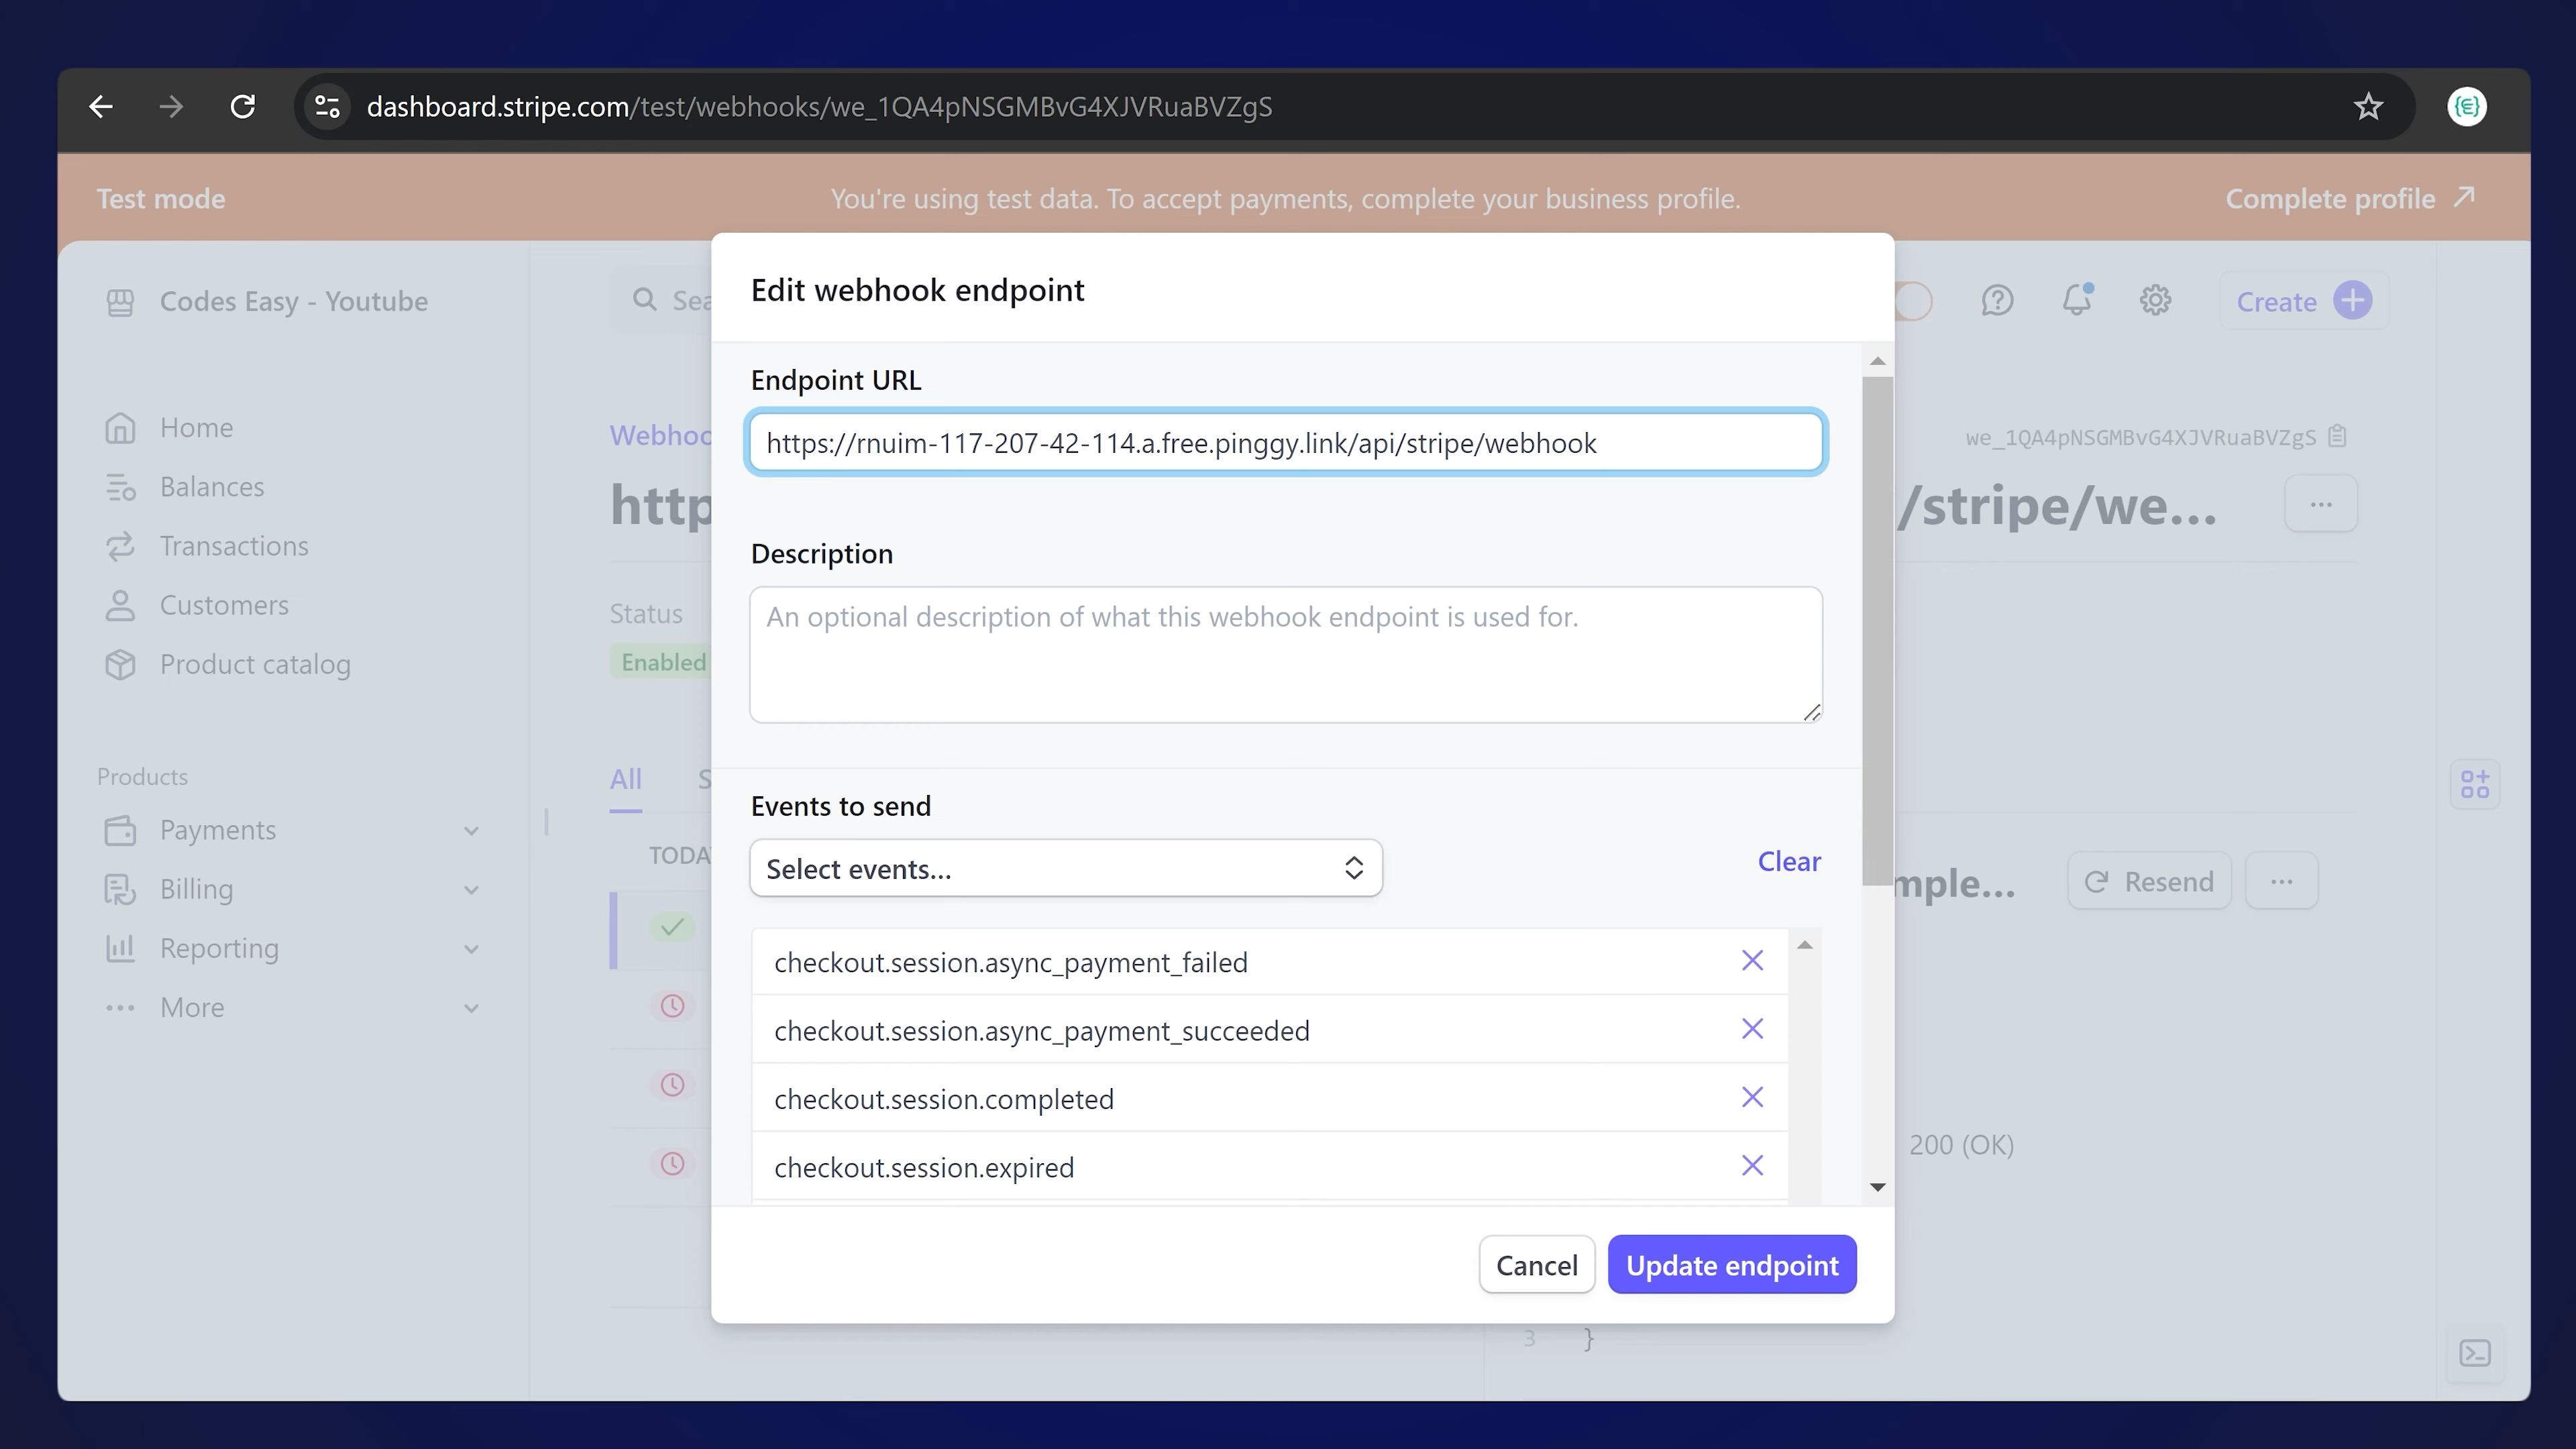 dashboard.stripe.com/test/webhooks/we_1QA4pNSGMBvG4XJVRuaBVZgS
Test mode
You're using test data. To accept payments, complete your business profile.
Complete profile
Codes Easy - Youtube
Sea
Create
Home
Balances
Transactions
Customers
Product catalog
Products
Payments
Billing
Reporting
More
Webhoo
we_1QA4pNSGMBvG4XJVRuaBVZgS
http
/stripe/we...
Status
Enabled
All
S
TODA
mple...
Resend
200 (OK)
3 }
Edit webhook endpoint
Endpoint URL
https://rnuim-117-207-42-114.a.free.pinggy.link/api/stripe/webhook
Description
An optional description of what this webhook endpoint is used for.
Events to send
Select events...
Clear
checkout.session.async_payment_failed
checkout.session.async_payment_succeeded
checkout.session.completed
checkout.session.expired
Cancel
Update endpoint